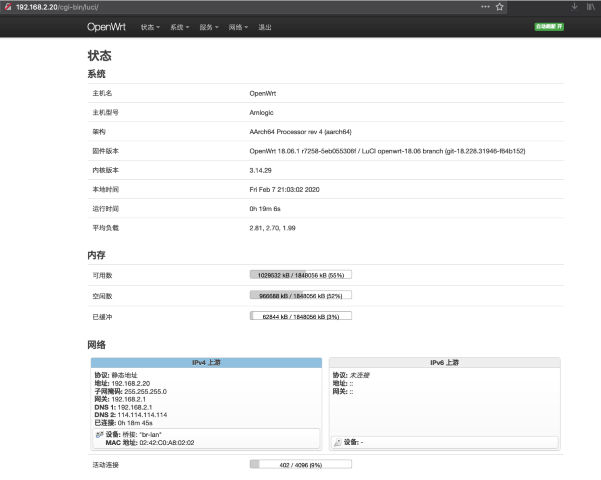 192.168.2.20/cgi-bin/luci/
OpenWrt 状态 系统 服务 网络 退出 自动刷新 开
状态
系统
主机名 OpenWrt
主机型号 Amlogic
架构 AArch64 Processor rev 4 (aarch64)
固件版本 OpenWrt 18.06.1 r7258-5eb055306f / LuCI openwrt-18.06 branch (git-18.228.31946-f64b152)
内核版本 3.14.29
本地时间 Fri Feb 7 21:03:02 2020
运行时间 0h 19m 6s
平均负载 2.81, 2.70, 1.99
内存
可用数 1029532 kB / 1848056 kB (55%)
空闲数 966688 kB / 1848056 kB (52%)
已缓冲 62844 kB / 1848056 kB (3%)
网络
IPv4 上游
协议: 静态地址
地址: 192.168.2.20
子网掩码: 255.255.255.0
网关: 192.168.2.1
DNS 1: 192.168.2.1
DNS 2: 114.114.114.114
已连接: 0h 18m 45s
设备: 桥接: "br-lan"
MAC 地址: 02:42:C0:A8:02:02
IPv6 上游
协议: 未连接
地址: ::
网关: ::
设备: -
活动连接 402 / 4096 (9%)